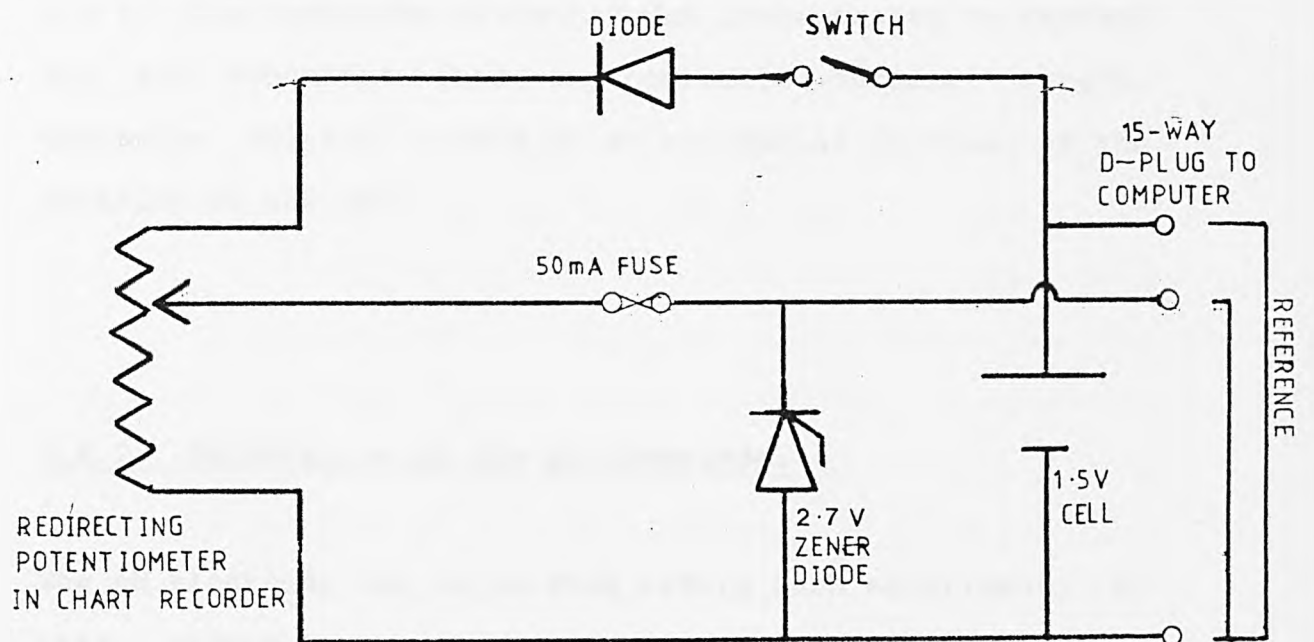 DIODE
SWITCH
15-WAY
D-PLUG TO
COMPUTER
50mA FUSE
REFERENCE
REDIRECTING
POTENTIOMETER
IN CHART RECORDER
2·7 V
ZENER
DIODE
1·5V
CELL